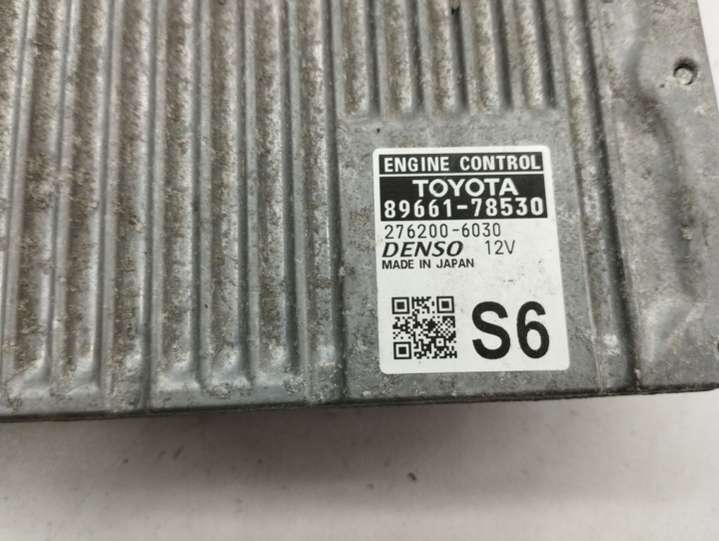 ENGINE CONTROL
TOYOTA
89661-78530
276200-6030
DENSO 12V
MADE IN JAPAN
S6